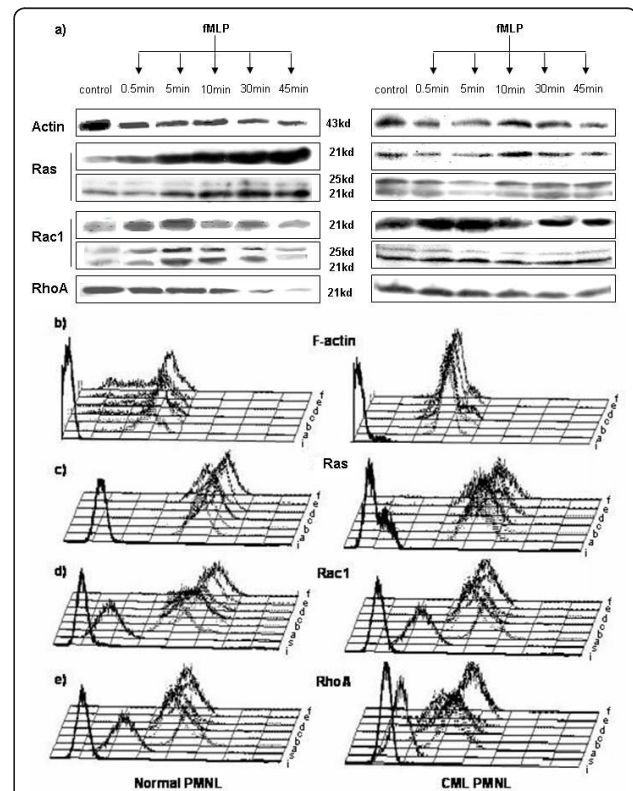 a)
fMLP fMLP
control 0.5min 5min 10min 30min 45min control 0.5min 5min 10min 30min 45min
Actin 43kd
Ras 21kd
25kd
21kd
Rac1 21kd
25kd
21kd
RhoA 21kd
b) F-actin
f
e
d
c
b
a
i
f
e
d
c
b
a
i
c) Ras
f
e
d
c
b
a
i
f
e
d
c
b
a
i
d) Rac1
f
e
d
c
b
a
s
i
f
e
d
c
b
a
s
i
e) RhoA
f
e
d
c
b
a
s
i
f
e
d
c
b
a
s
i
Normal PMNL CML PMNL